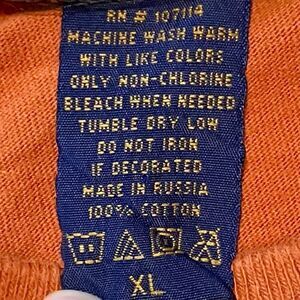 RN # 107114
MACHINE WASH WARM
WITH LIKE COLORS
ONLY NON-CHLORINE
BLEACH WHEN NEEDED
TUMBLE DRY LOW
DO NOT IRON
IF DECORATED
MADE IN RUSSIA
100% COTTON
XL